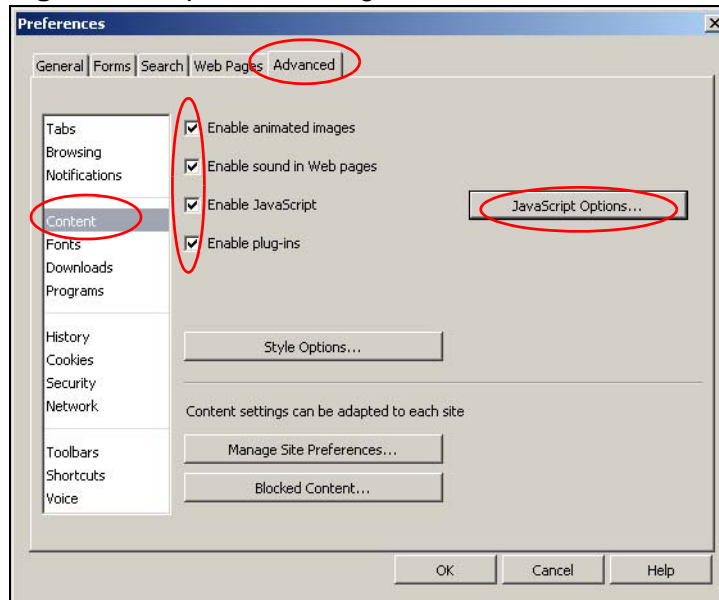 Preferences
General Forms Search Web Pages Advanced
Tabs
Browsing
Notifications
Content
Fonts
Downloads
Programs
History
Cookies
Security
Network
Toolbars
Shortcuts
Voice
Enable animated images
Enable sound in Web pages
Enable JavaScript
JavaScript Options...
Enable plug-ins
Style Options...
Content settings can be adapted to each site
Manage Site Preferences...
Blocked Content...
OK Cancel Help